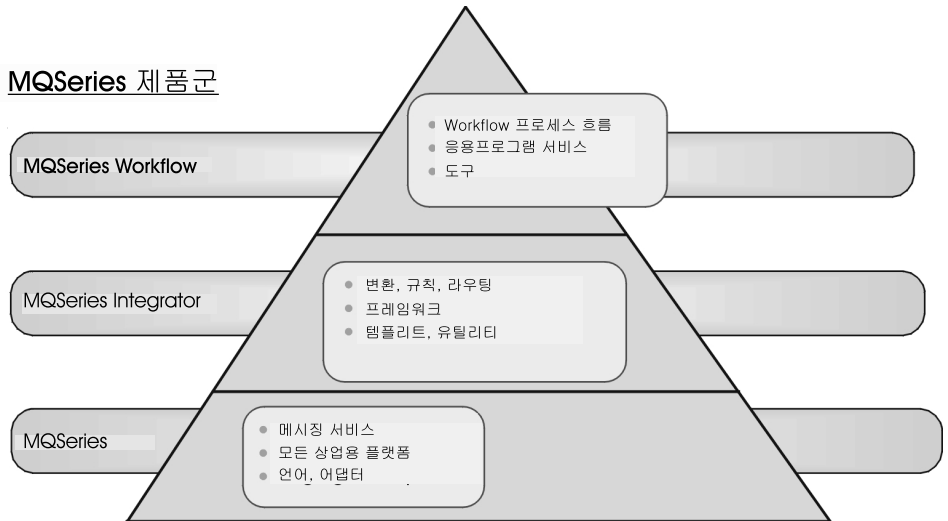 MQSeries 제품군
MQSeries Workflow
Workflow 프로세스 흐름
응용프로그램 서비스
도구
MQSeries Integrator
변환, 규칙, 라우팅
프레임워크
템플리트, 유틸리티
MQSeries
메시징 서비스
모든 상업용 플랫폼
언어, 어댑터